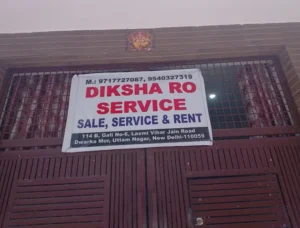 M.: 9717727087, 9540327319
DIKSHA RO
SERVICE
SALE, SERVICE & RENT
114 B, Gali No-6, Laxmi Vihar Jain Road
Dwarka Mor, Uttam Nagar, New Delhi-110059